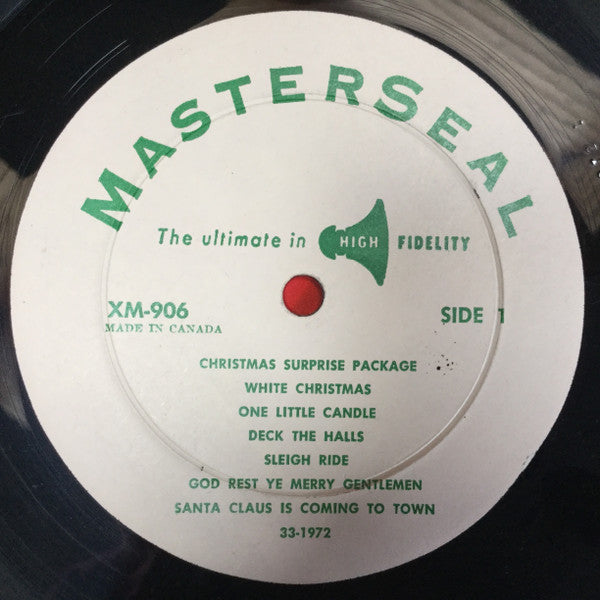 MASTERSEAL
The ultimate in HIGH FIDELITY
XM-906 SIDE 1
MADE IN CANADA
CHRISTMAS SURPRISE PACKAGE
WHITE CHRISTMAS
ONE LITTLE CANDLE
DECK THE HALLS
SLEIGH RIDE
GOD REST YE MERRY GENTLEMEN
SANTA CLAUS IS COMING TO TOWN
33-1972